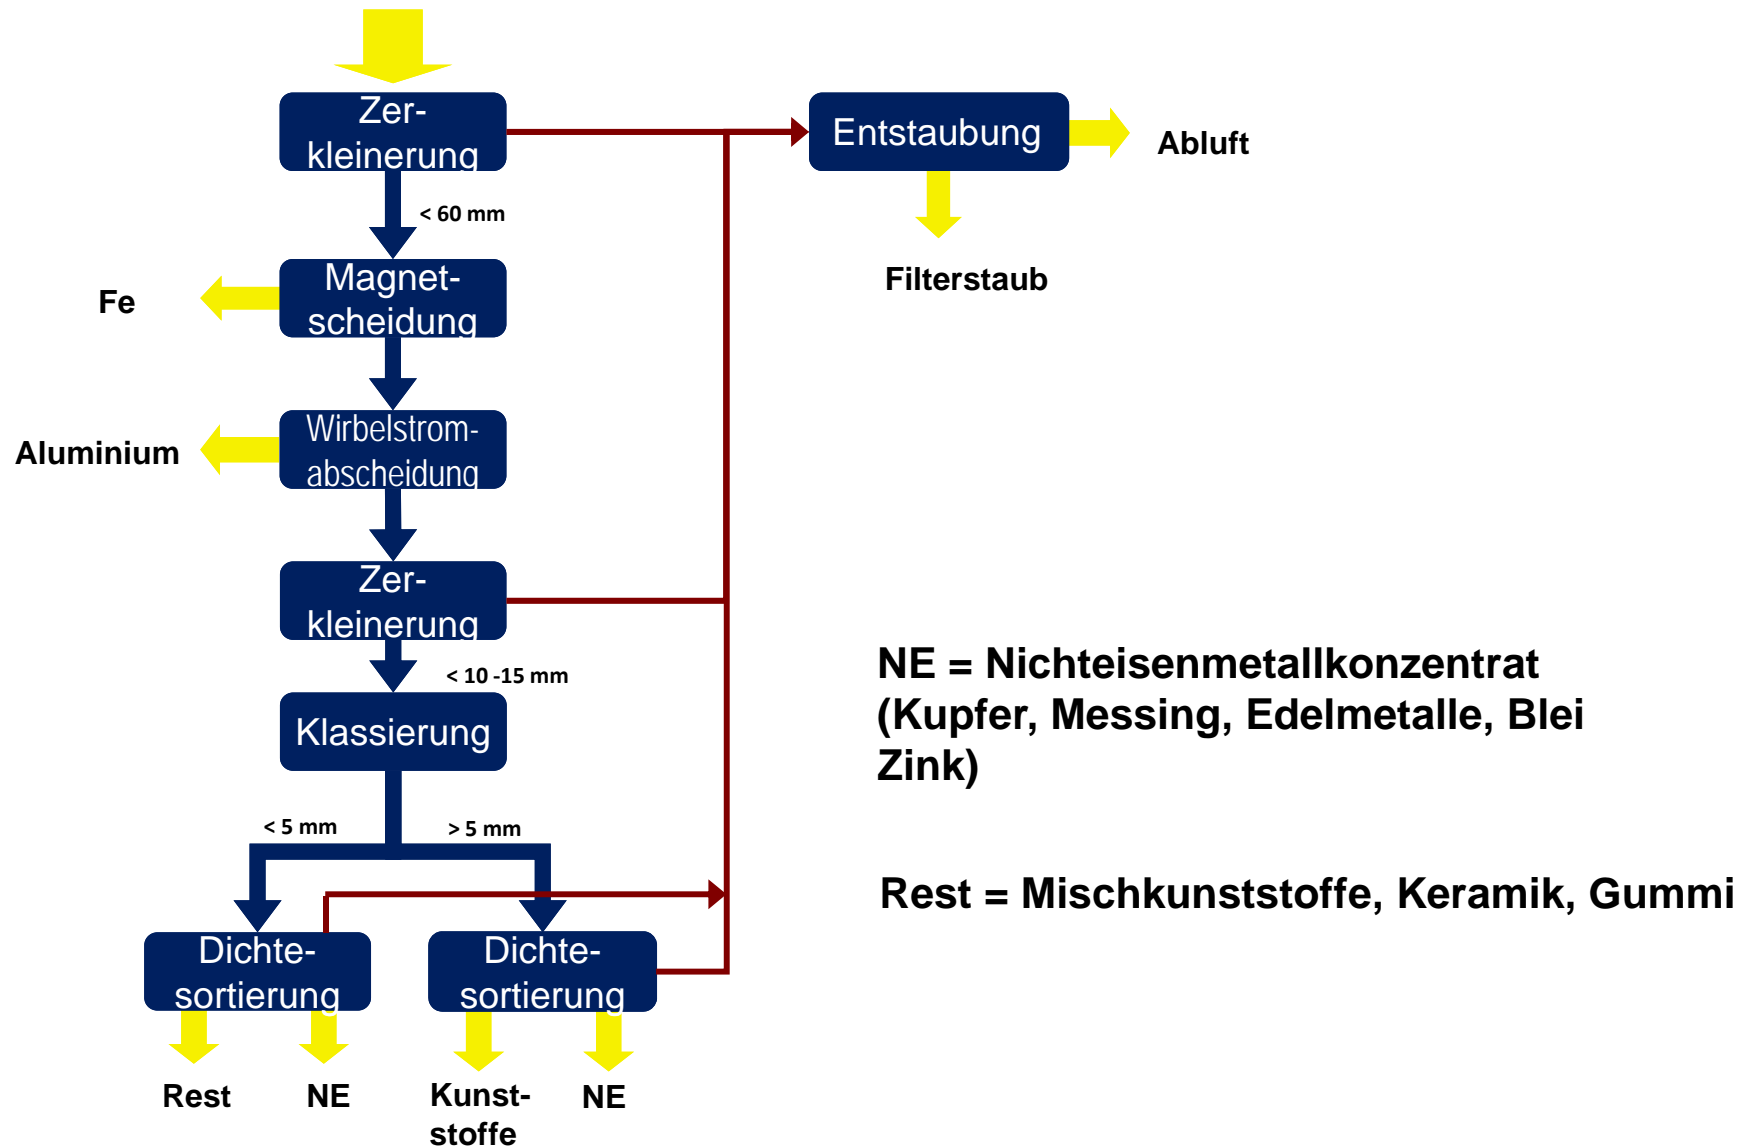 Zer-
kleinerung
Entstaubung
Abluft
< 60 mm
Filterstaub
Fe
Magnet-
scheidung
Aluminium
Wirbelstrom-
abscheidung
Zer-
kleinerung
< 10 -15 mm
NE = Nichteisenmetallkonzentrat
(Kupfer, Messing, Edelmetalle, Blei
Zink)
Klassierung
< 5 mm
> 5 mm
Rest = Mischkunststoffe, Keramik, Gummi
Dichte-
sortierung
Dichte-
sortierung
Rest
NE
Kunst-
stoffe
NE